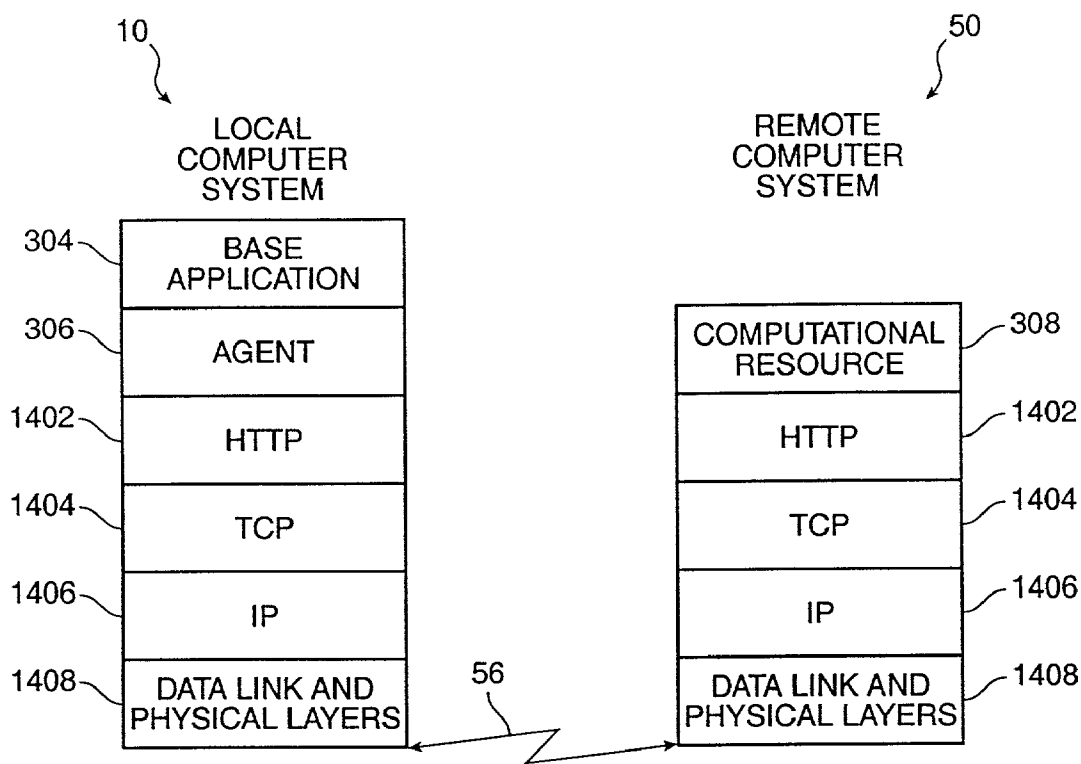 10
50
LOCAL
COMPUTER
SYSTEM
REMOTE
COMPUTER
SYSTEM
304
BASE
APPLICATION
306
AGENT
COMPUTATIONAL
RESOURCE
308
1402
HTTP
HTTP
1402
1404
TCP
TCP
1404
1406
IP
IP
1406
1408
DATA LINK AND
PHYSICAL LAYERS
56
DATA LINK AND
PHYSICAL LAYERS
1408